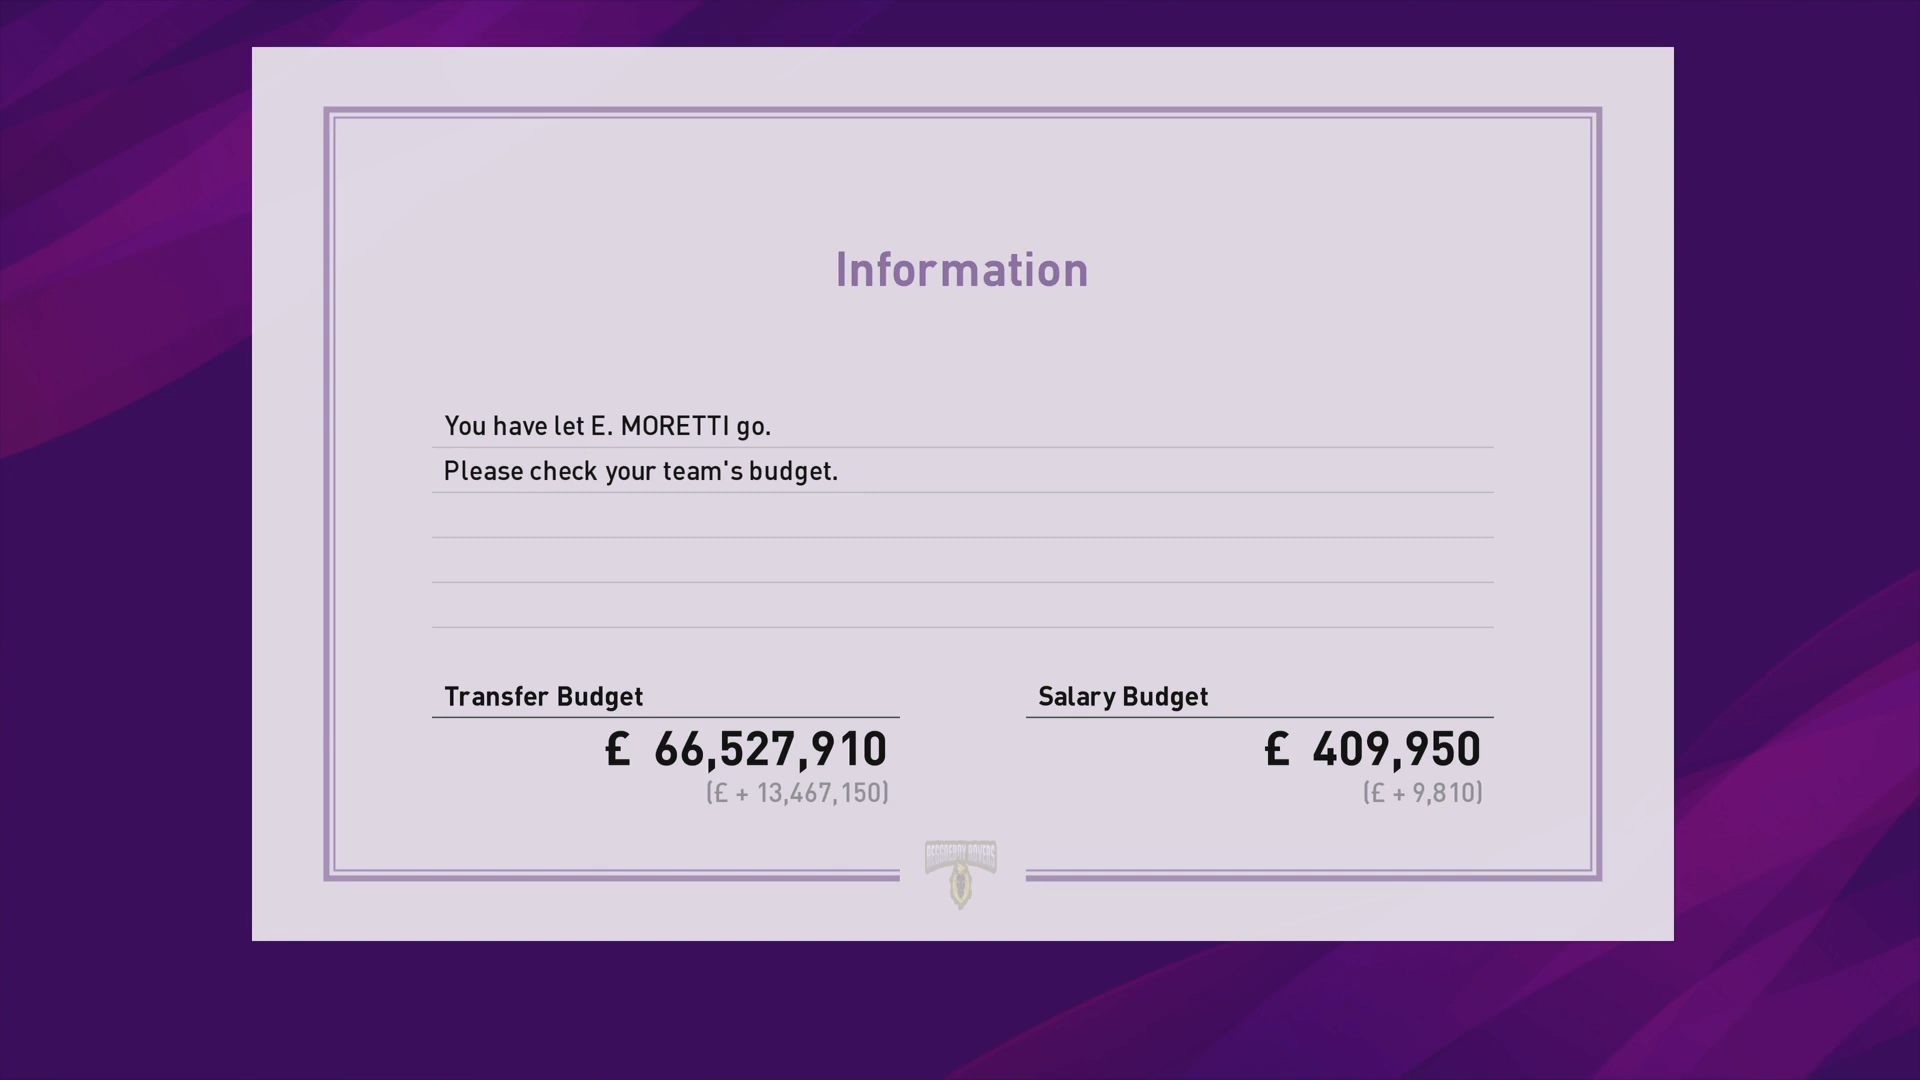 Information
You have let E. MORETTI go.
Please check your team's budget.
Transfer Budget
£ 66,527,910
(£ + 13,467,150)
Salary Budget
£ 409,950
(£ + 9,810)
ROVERS